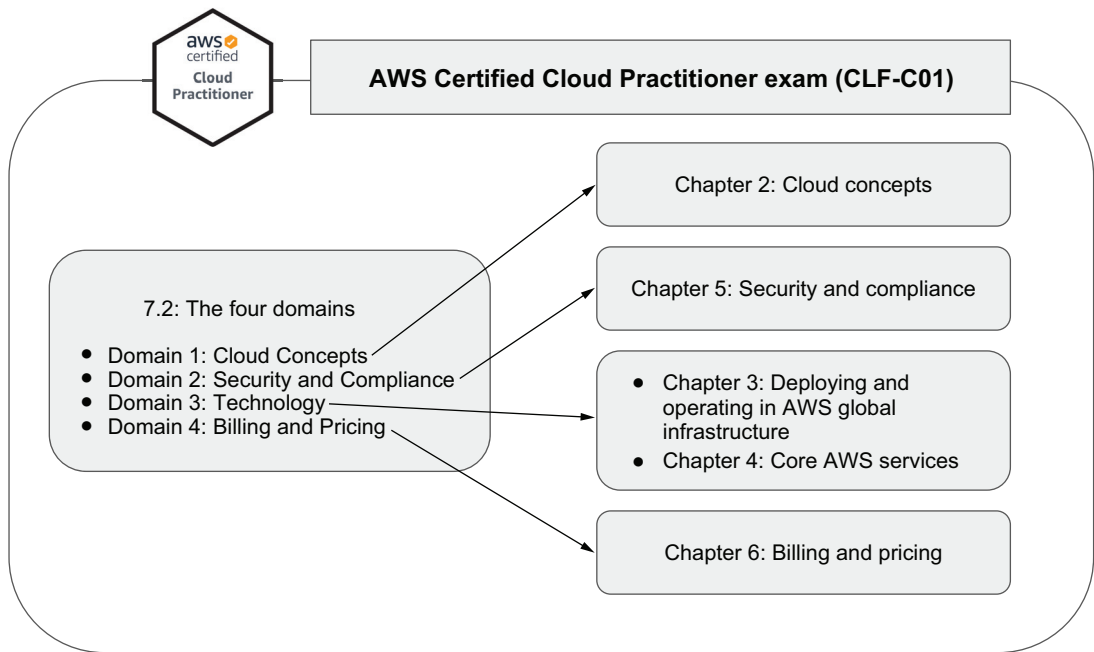 aws
certified
Cloud
Practitioner
AWS Certified Cloud Practitioner exam (CLF-C01)
7.2: The four domains
● Domain 1: Cloud Concepts
● Domain 2: Security and Compliance
● Domain 3: Technology
● Domain 4: Billing and Pricing
Chapter 2: Cloud concepts
Chapter 5: Security and compliance
● Chapter 3: Deploying and
operating in AWS global
infrastructure
● Chapter 4: Core AWS services
Chapter 6: Billing and pricing